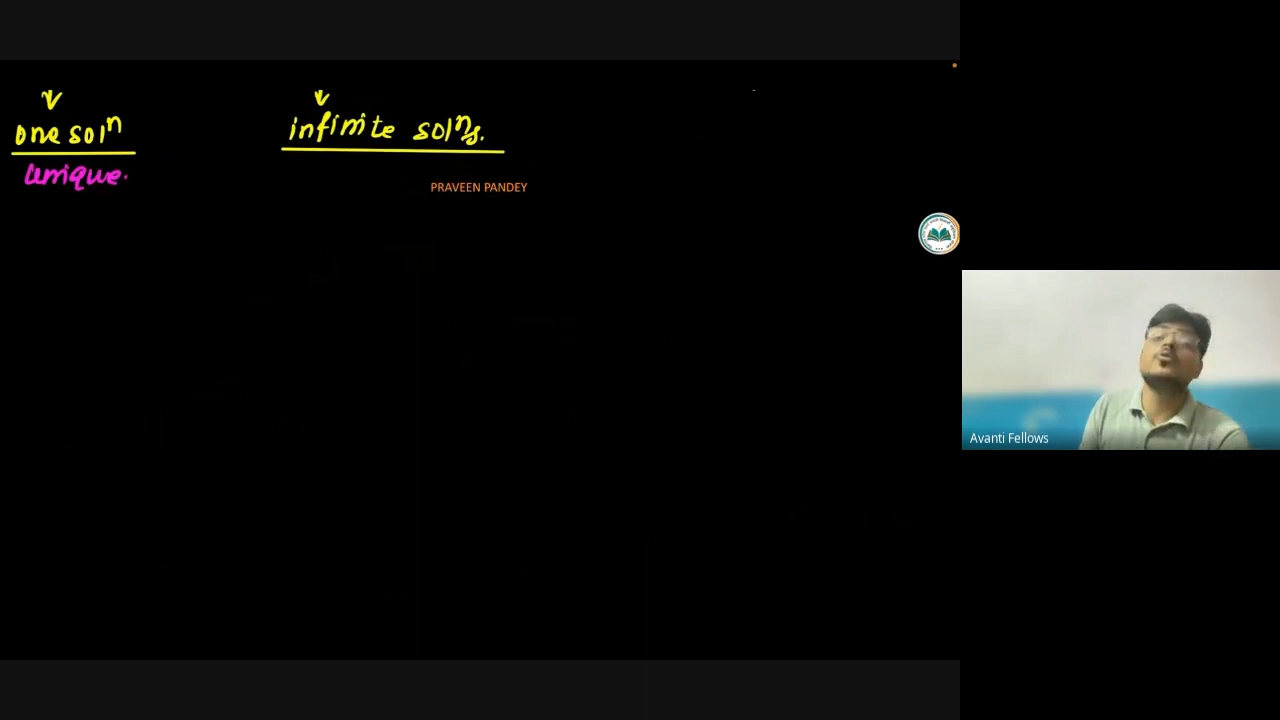 one solⁿ
unique.
infinite solⁿs.
PRAVEEN PANDEY
Avanti Fellows